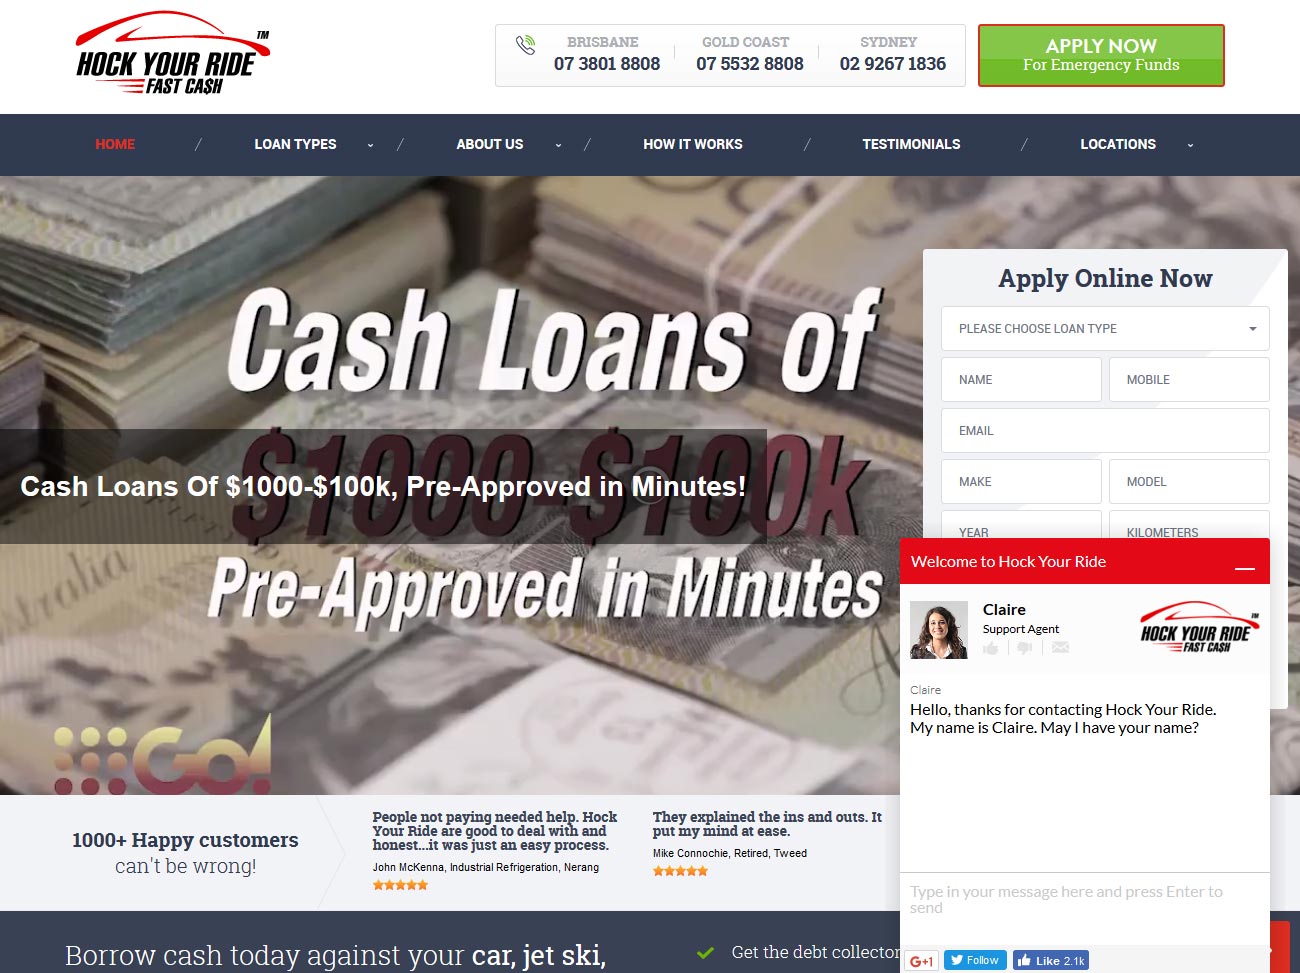 HOCK YOUR RIDE TM
FAST CA$H
BRISBANE
07 3801 8808
GOLD COAST
07 5532 8808
SYDNEY
02 9267 1836
APPLY NOW
For Emergency Funds
HOME / LOAN TYPES / ABOUT US / HOW IT WORKS / TESTIMONIALS / LOCATIONS
Cash Loans of
$1000-$100k
Pre-Approved in Minutes
Cash Loans Of $1000-$100k, Pre-Approved in Minutes!
Go!
Apply Online Now
PLEASE CHOOSE LOAN TYPE
NAME
MOBILE
EMAIL
MAKE
MODEL
YEAR
KILOMETERS
Welcome to Hock Your Ride
Claire
Support Agent
HOCK YOUR RIDE TM
FAST CA$H
Claire
Hello, thanks for contacting Hock Your Ride.
My name is Claire. May I have your name?
Type in your message here and press Enter to
send
1000+ Happy customers
can't be wrong!
People not paying needed help. Hock
Your Ride are good to deal with and
honest...it was just an easy process.
John McKenna, Industrial Refrigeration, Nerang
They explained the ins and outs. It
put my mind at ease.
Mike Connochie, Retired, Tweed
Borrow cash today against your car, jet ski,
Get the debt collector
G+1
Follow
Like 2.1k